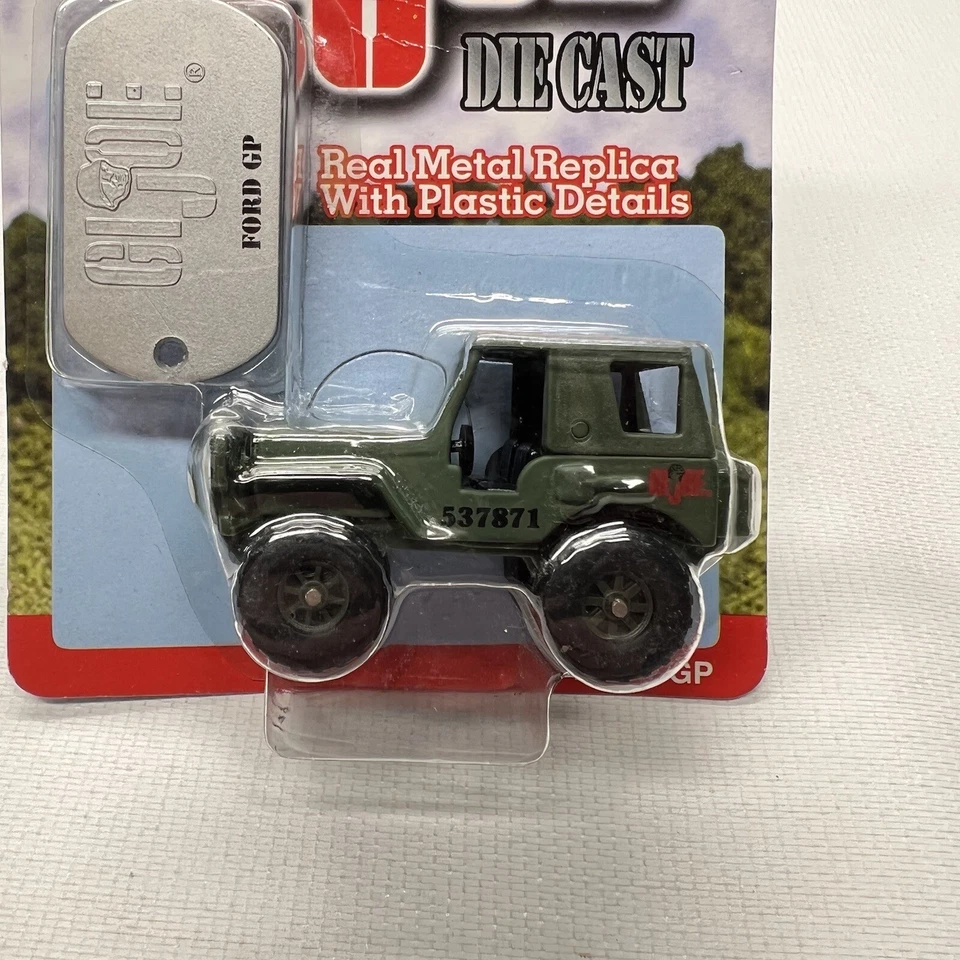 DIE CAST
Real Metal Replica
With Plastic Details
GI JOE ®
FORD GP
537871
GP